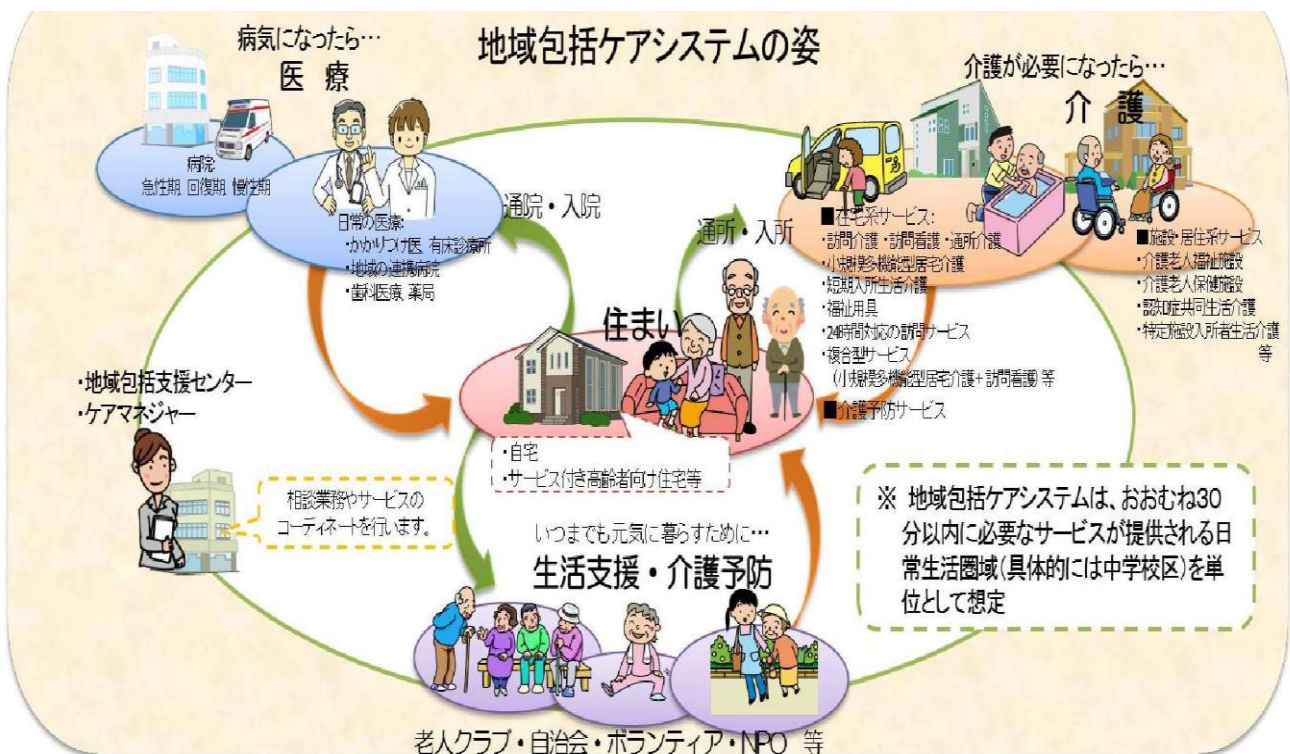 地域包括ケアシステムの姿
病気になったら…
医 療
病院
急性期 回復期 慢性期
日常の医療:
・かかりつけ医、有床診療所
・地域の連携病院
・歯科医療、薬局
通院・入院
通所・入所
介護が必要になったら…
介 護
■在宅系サービス:
・訪問介護 ・訪問看護 ・通所介護
・小規模多機能型居宅介護
・短期入所生活介護
・福祉用具
・24時間対応の訪問サービス
・複合型サービス
(小規模多機能型居宅介護+訪問看護)等
■介護予防サービス
■施設・居住系サービス
・介護老人福祉施設
・介護老人保健施設
・認知症共同生活介護
・特定施設入所者生活介護
等
住まい
・自宅
・サービス付き高齢者向け住宅等
・地域包括支援センター
・ケアマネジャー
相談業務やサービスの
コーディネートを行います。
いつまでも元気に暮らすために…
生活支援・介護予防
老人クラブ・自治会・ボランティア・NPO 等
※ 地域包括ケアシステムは、おおむね30
分以内に必要なサービスが提供される日
常生活圏域(具体的には中学校区)を単
位として想定